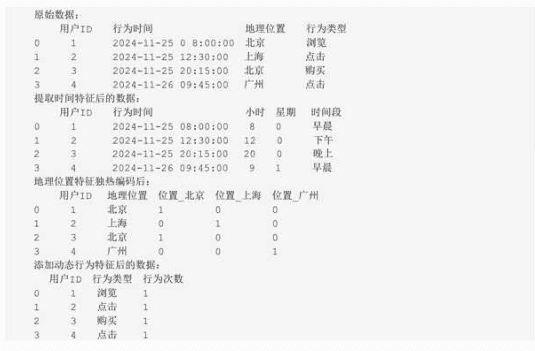 原始数据：
用户ID 行为时间 地理位置 行为类型
0 1 2024-11-25 0 8:00:00 北京 浏览
1 2 2024-11-25 12:30:00 上海 点击
2 3 2024-11-25 20:15:00 北京 购买
3 4 2024-11-26 09:45:00 广州 点击
提取时间特征后的数据：
用户ID 行为时间 小时 星期 时间段
0 1 2024-11-25 08:00:00 8 0 早晨
1 2 2024-11-25 12:30:00 12 0 下午
2 3 2024-11-25 20:15:00 20 0 晚上
3 4 2024-11-26 09:45:00 9 1 早晨
地理位置特征独热编码后：
用户ID 地理位置 位置_北京 位置_上海 位置_广州
0 1 北京 1 0 0
1 2 上海 0 1 0
2 3 北京 1 0 0
3 4 广州 0 0 1
添加动态行为特征后的数据：
用户ID 行为类型 行为次数
0 1 浏览 1
1 2 点击 1
2 3 购买 1
3 4 点击 1